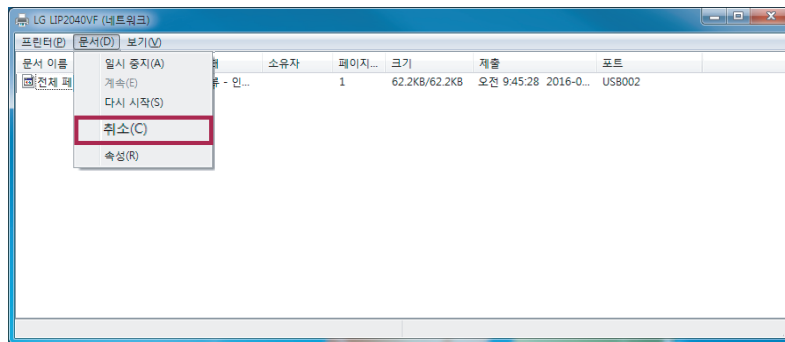 LG LIP2040VF (네트워크)
프린터(P) 문서(D) 보기(V)
문서 이름 소유자 페이지... 크기 제출 포트
전체 페 - 인... 1 62.2KB/62.2KB 오전 9:45:28 2016-0... USB002
일시 중지(A)
계속(E)
다시 시작(S)
취소(C)
속성(R)